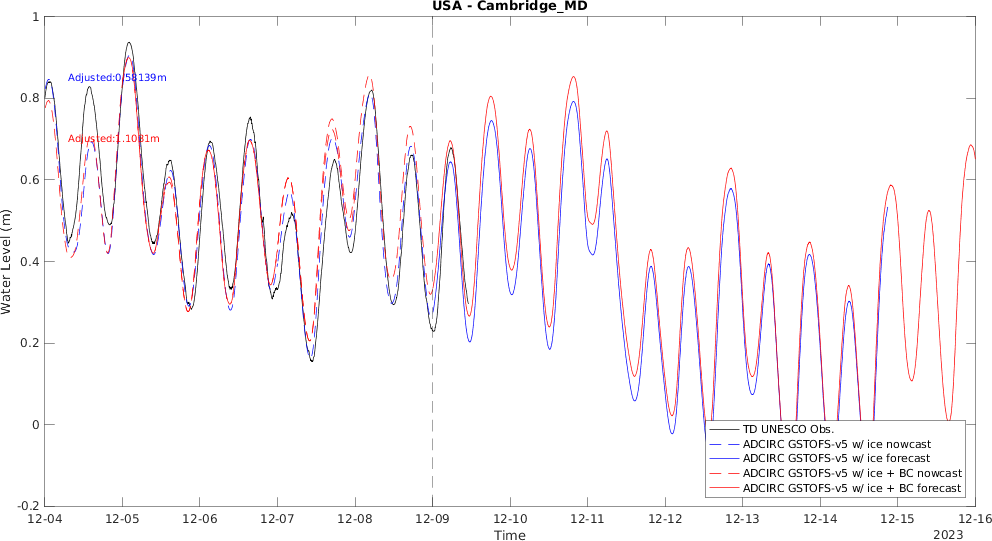 USA - Cambridge_MD
1
0.8
0.6
0.4
0.2
0
-0.2
Water Level (m)
Adjusted:0.58139m
Adjusted:1.1081m
TD UNESCO Obs.
ADCIRC GSTOFS-v5 w/ ice nowcast
ADCIRC GSTOFS-v5 w/ ice forecast
ADCIRC GSTOFS-v5 w/ ice + BC nowcast
ADCIRC GSTOFS-v5 w/ ice + BC forecast
12-04 12-05 12-06 12-07 12-08 12-09 12-10 12-11 12-12 12-13 12-14 12-15 12-16
Time
2023